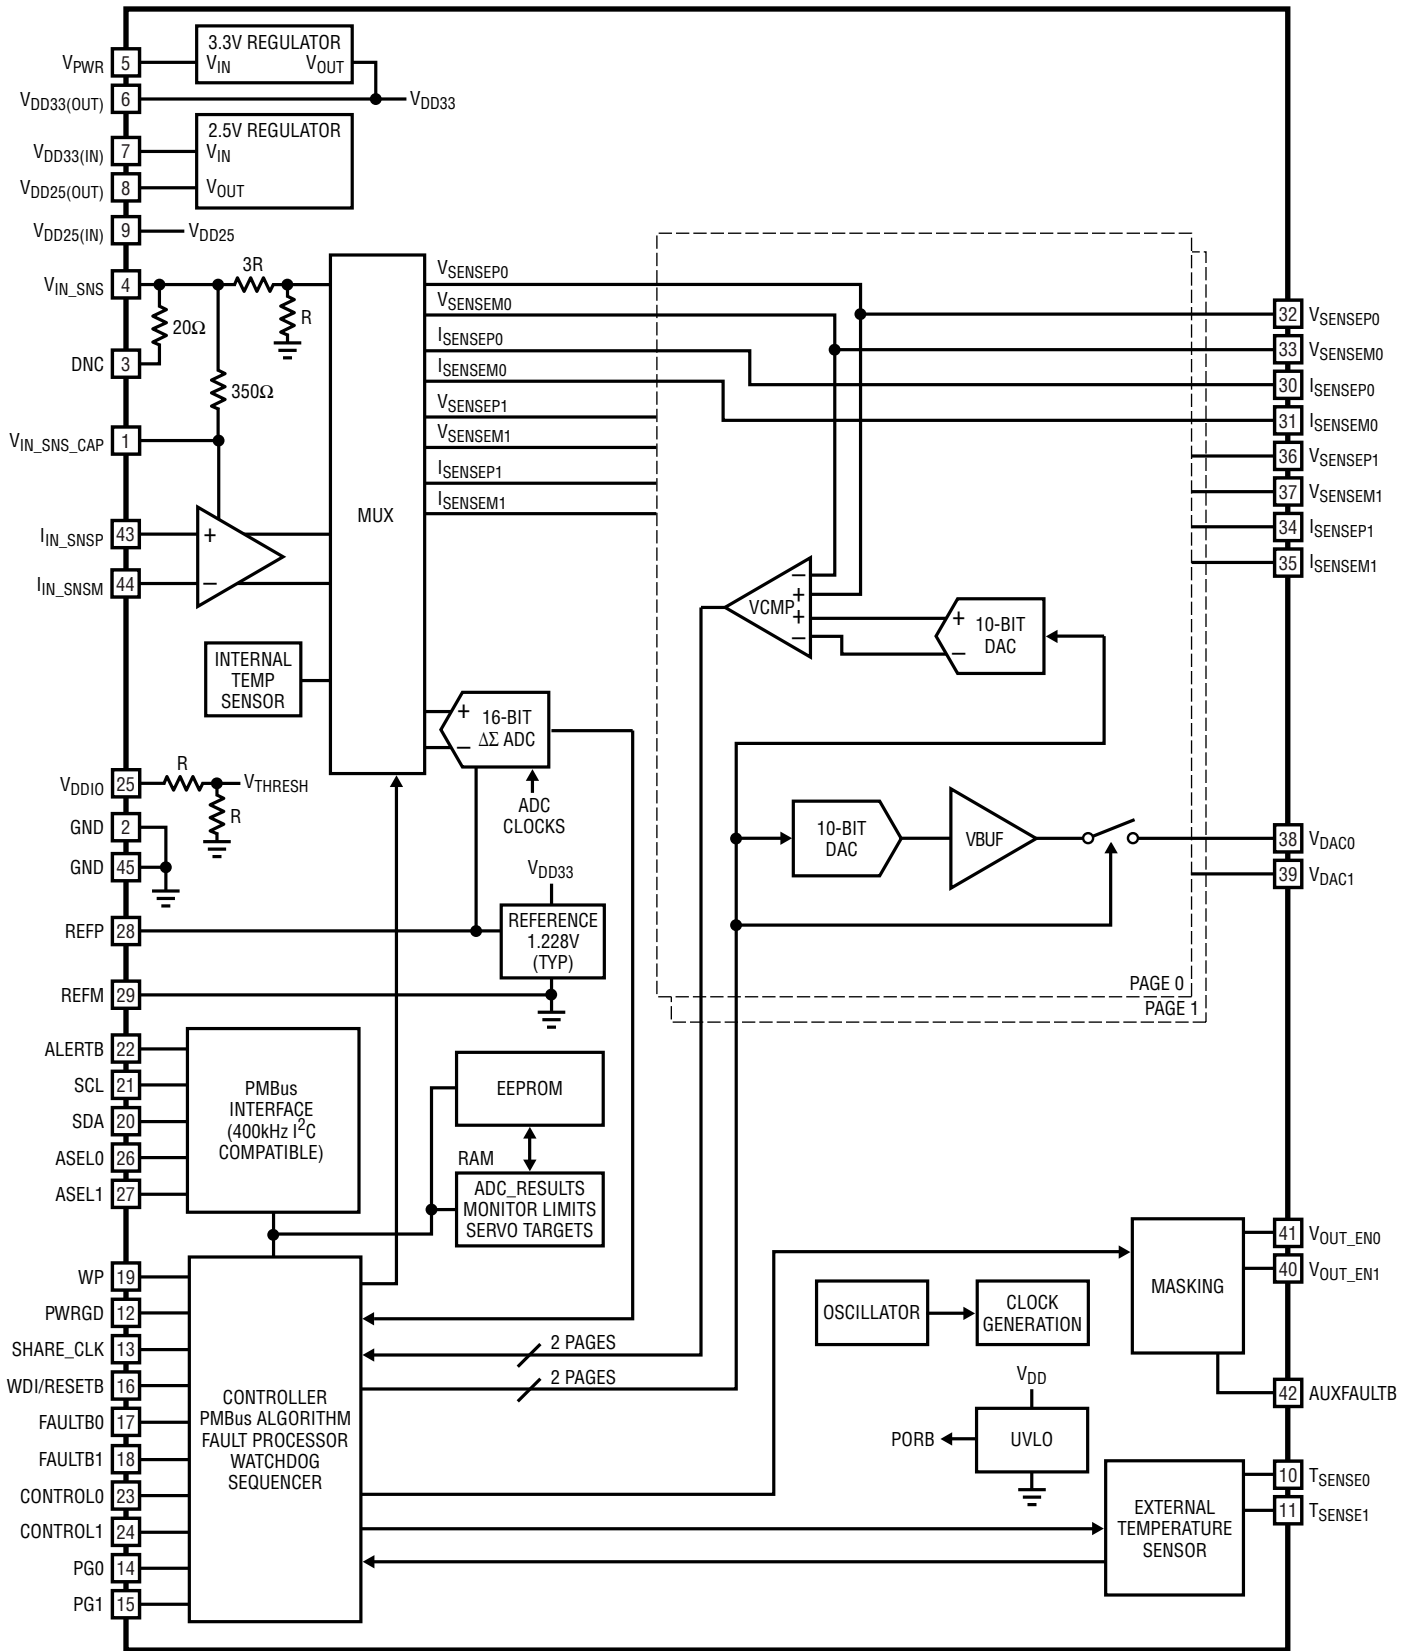 3.3V REGULATOR
VIN VOUT
VPWR 5
VDD33(OUT) 6
VDD33
2.5V REGULATOR
VIN
VOUT
VDD33(IN) 7
VDD25(OUT) 8
VDD25(IN) 9
VDD25
VIN_SNS 4
3R
R
20Ω
DNC 3
350Ω
VIN_SNS_CAP 1
IIN_SNSP 43
IIN_SNSM 44
+
–
MUX
INTERNAL
TEMP
SENSOR
VSENSEP0
VSENSEM0
ISENSEP0
ISENSEM0
VSENSEP1
VSENSEM1
ISENSEP1
ISENSEM1
32 VSENSEP0
33 VSENSEM0
30 ISENSEP0
31 ISENSEM0
36 VSENSEP1
37 VSENSEM1
34 ISENSEP1
35 ISENSEM1
VCMP
–
+
+
–
+
–
10-BIT
DAC
+
–
16-BIT
ΔΣ ADC
ADC
CLOCKS
VDDIO 25
R
VTHRESH
R
GND 2
GND 45
10-BIT
DAC
VBUF
38 VDAC0
39 VDAC1
VDD33
REFERENCE
1.228V
(TYP)
REFP 28
REFM 29
PAGE 0
PAGE 1
ALERTB 22
SCL 21
SDA 20
ASEL0 26
ASEL1 27
PMBus
INTERFACE
(400kHz I2C
COMPATIBLE)
EEPROM
RAM
ADC_RESULTS
MONITOR LIMITS
SERVO TARGETS
WP 19
PWRGD 12
SHARE_CLK 13
WDI/RESETB 16
FAULTB0 17
FAULTB1 18
CONTROL0 23
CONTROL1 24
PG0 14
PG1 15
CONTROLLER
PMBus ALGORITHM
FAULT PROCESSOR
WATCHDOG
SEQUENCER
2 PAGES
2 PAGES
OSCILLATOR
CLOCK
GENERATION
MASKING
41 VOUT_EN0
40 VOUT_EN1
42 AUXFAULTB
VDD
PORB
UVLO
EXTERNAL
TEMPERATURE
SENSOR
10 TSENSE0
11 TSENSE1